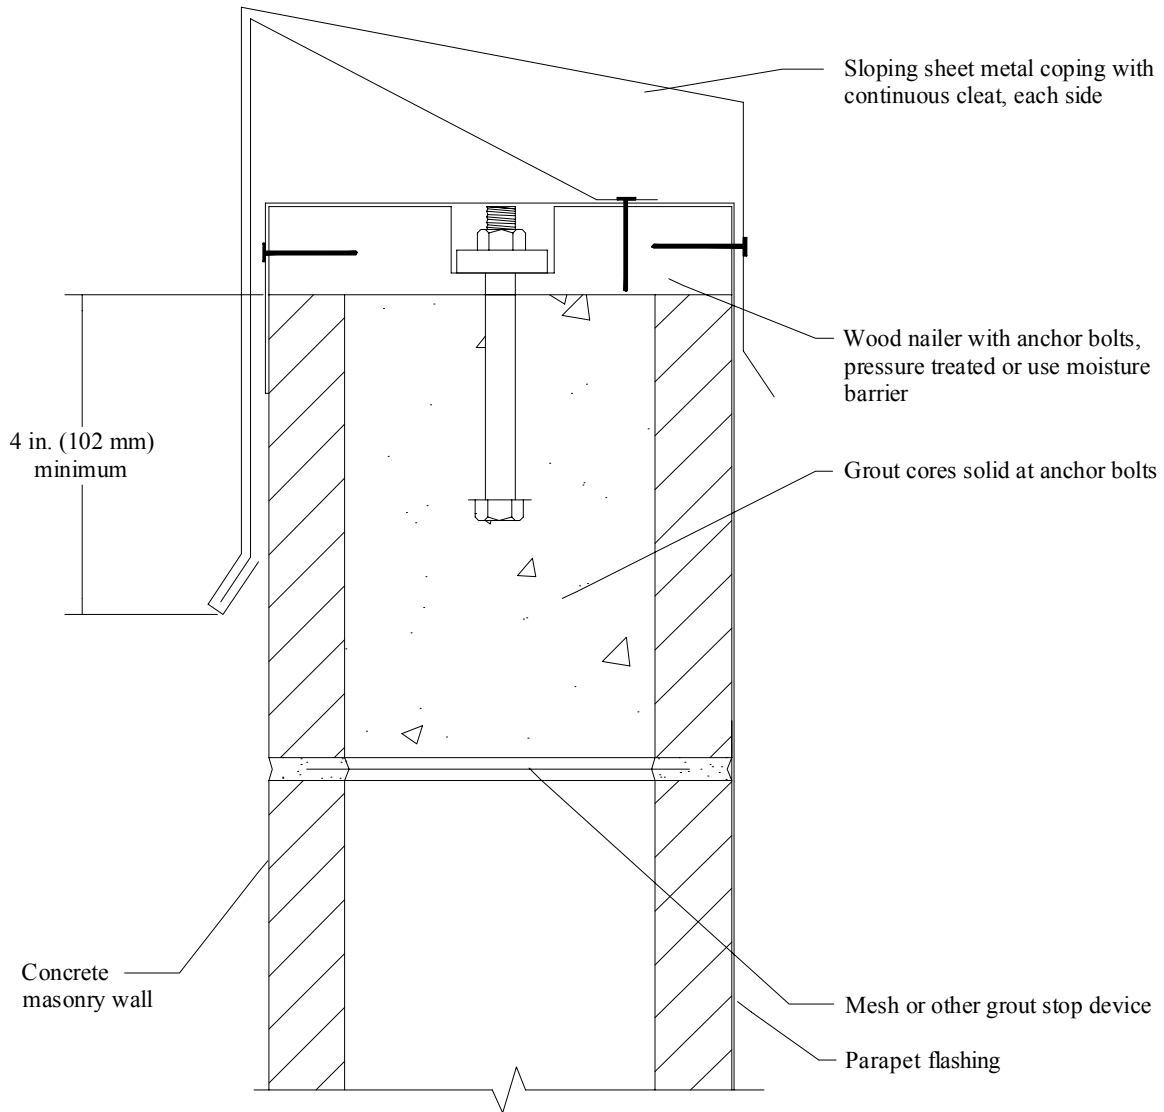 Sloping sheet metal coping with
continuous cleat, each side
Wood nailer with anchor bolts,
pressure treated or use moisture
barrier
4 in. (102 mm)
minimum
Grout cores solid at anchor bolts
Concrete
masonry wall
Mesh or other grout stop device
Parapet flashing